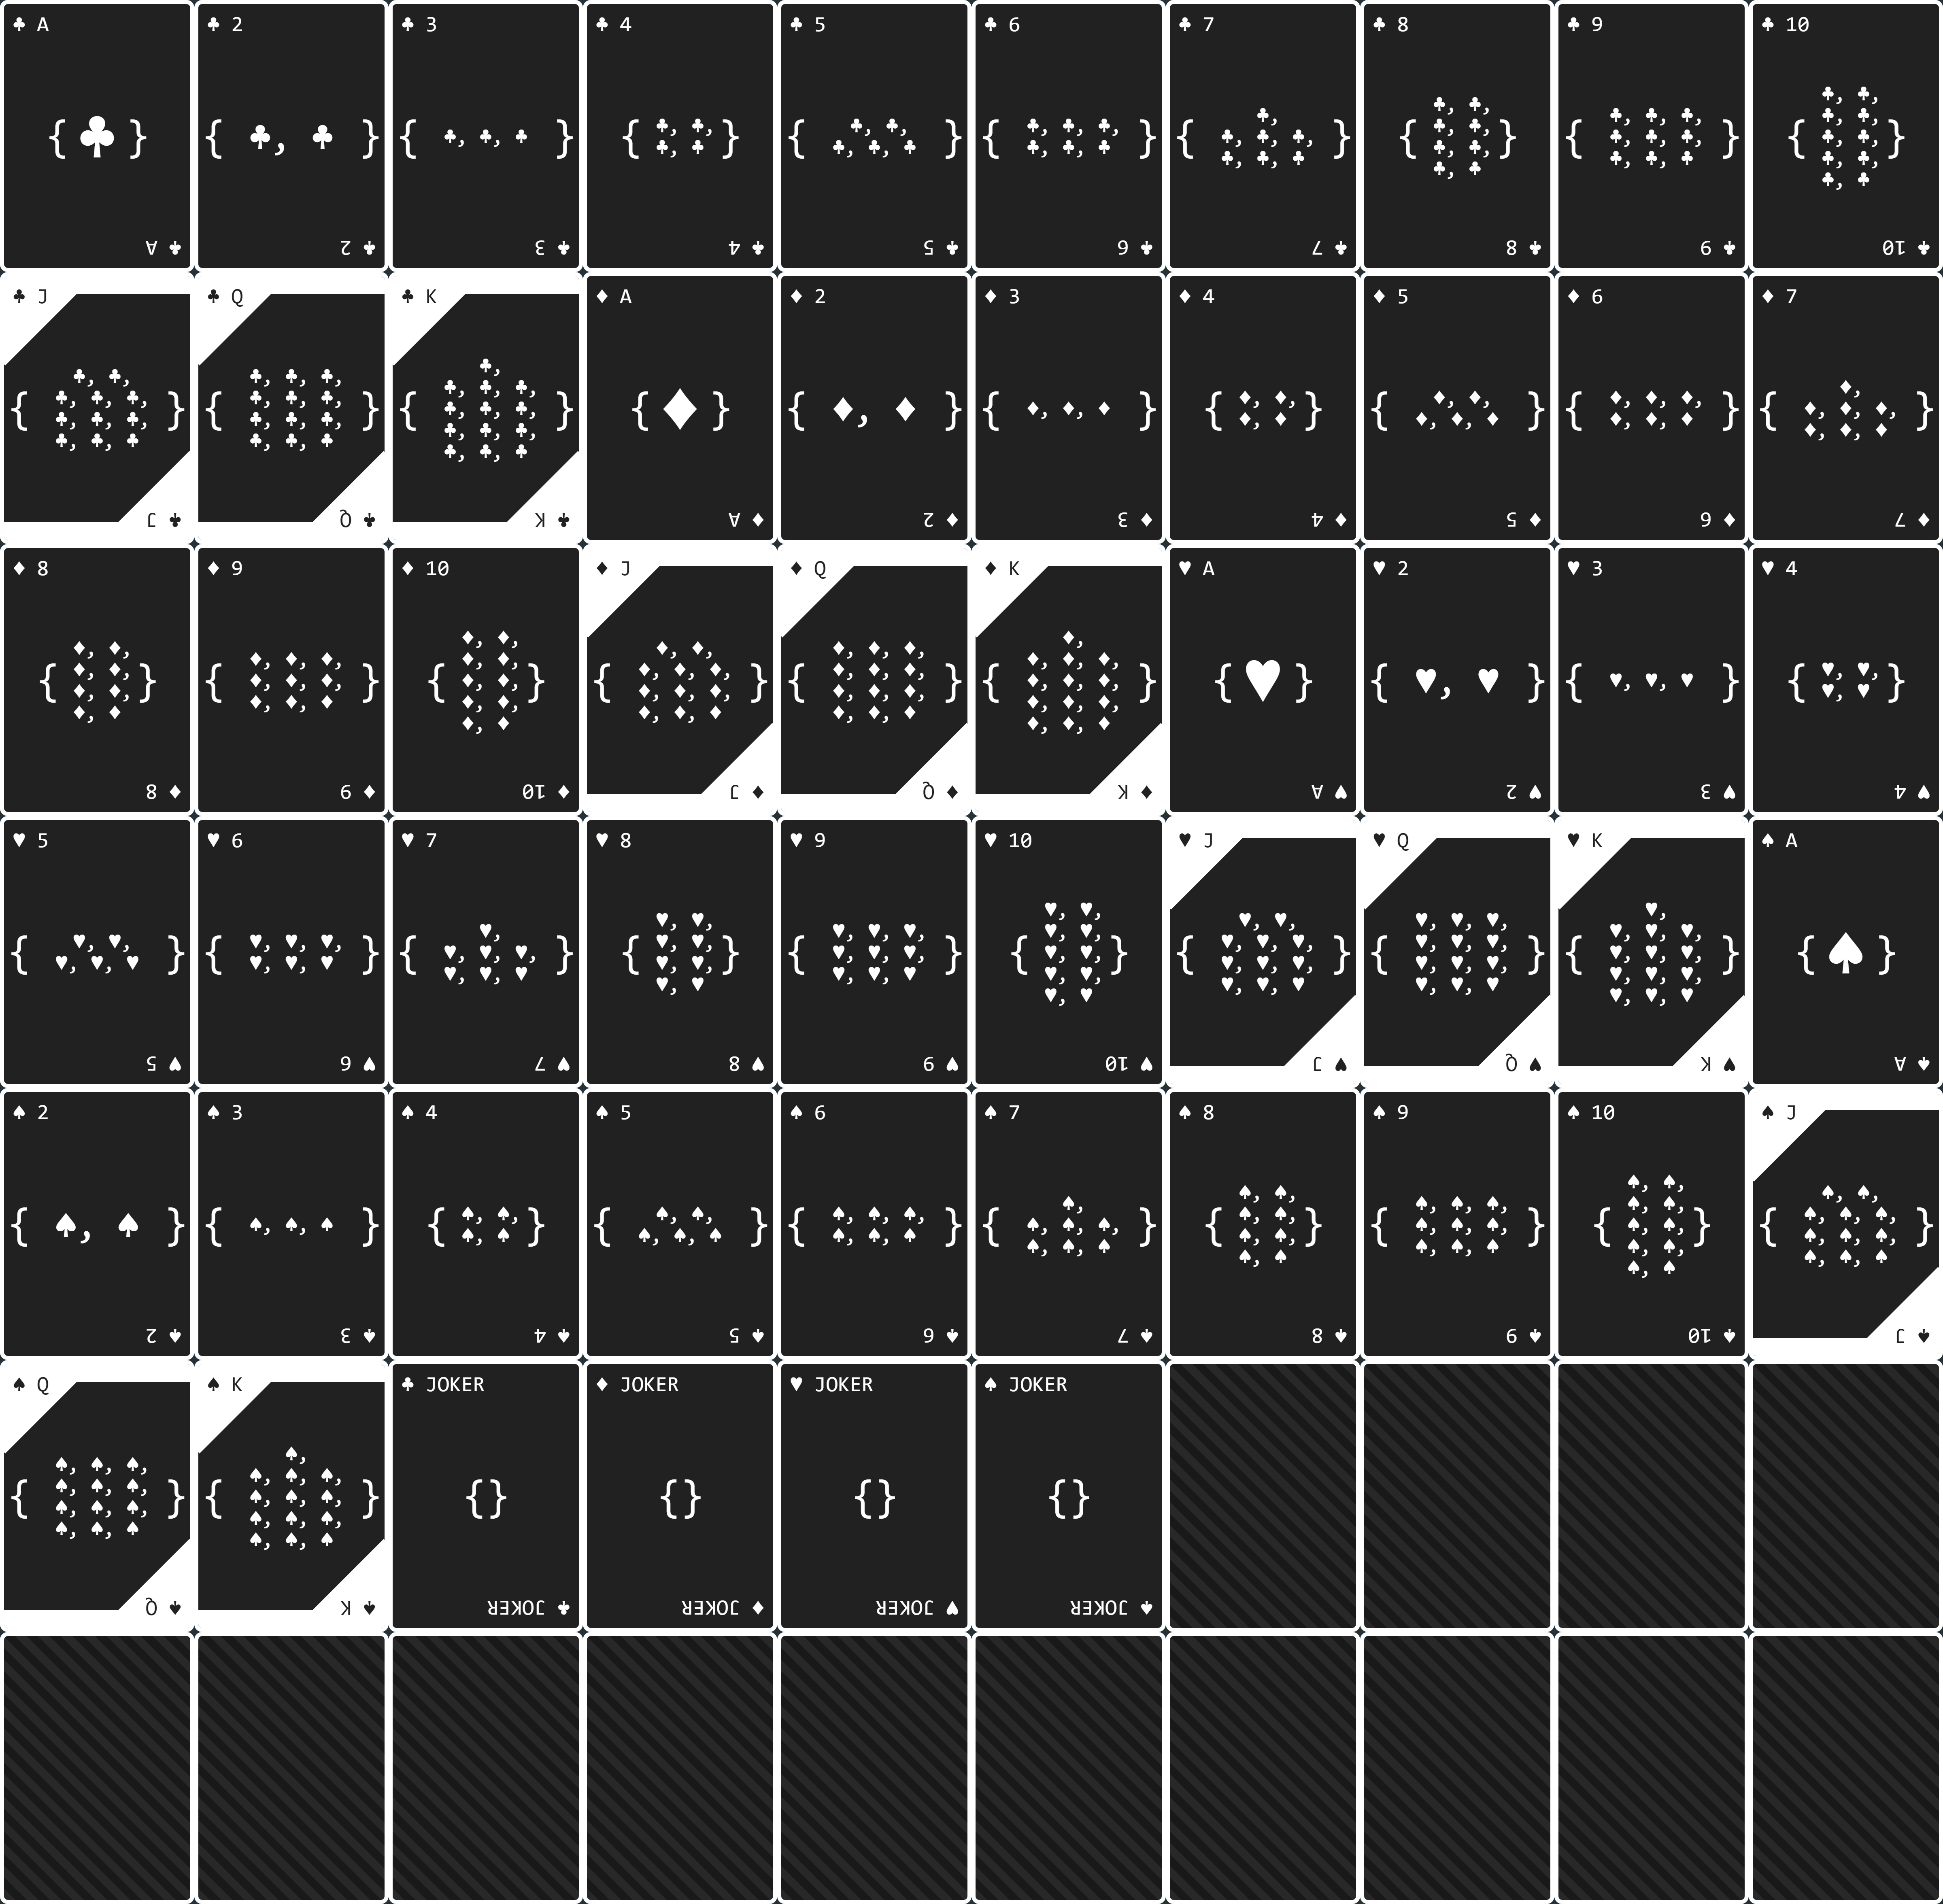 ♣ A
{ ♣ }
♣ A
♣ 2
{ ♣, ♣ }
♣ 2
♣ 3
{ ♣, ♣, ♣ }
♣ 3
♣ 4
{ ♣, ♣, ♣, ♣ }
♣ 4
♣ 5
{ ♣, ♣, ♣, ♣, ♣ }
♣ 5
♣ 6
{ ♣, ♣, ♣, ♣, ♣, ♣ }
♣ 6
♣ 7
{ ♣, ♣, ♣, ♣, ♣, ♣, ♣ }
♣ 7
♣ 8
{ ♣, ♣, ♣, ♣, ♣, ♣, ♣, ♣ }
♣ 8
♣ 9
{ ♣, ♣, ♣, ♣, ♣, ♣, ♣, ♣, ♣ }
♣ 9
♣ 10
{ ♣, ♣, ♣, ♣, ♣, ♣, ♣, ♣, ♣, ♣ }
♣ 10
♣ J
{ ♣, ♣, ♣, ♣, ♣, ♣, ♣, ♣, ♣, ♣, ♣ }
♣ J
♣ Q
{ ♣, ♣, ♣, ♣, ♣, ♣, ♣, ♣, ♣, ♣, ♣, ♣ }
♣ Q
♣ K
{ ♣, ♣, ♣, ♣, ♣, ♣, ♣, ♣, ♣, ♣, ♣, ♣, ♣ }
♣ K
♦ A
{ ♦ }
♦ A
♦ 2
{ ♦, ♦ }
♦ 2
♦ 3
{ ♦, ♦, ♦ }
♦ 3
♦ 4
{ ♦, ♦, ♦, ♦ }
♦ 4
♦ 5
{ ♦, ♦, ♦, ♦, ♦ }
♦ 5
♦ 6
{ ♦, ♦, ♦, ♦, ♦, ♦ }
♦ 6
♦ 7
{ ♦, ♦, ♦, ♦, ♦, ♦, ♦ }
♦ 7
♦ 8
{ ♦, ♦, ♦, ♦, ♦, ♦, ♦, ♦ }
♦ 8
♦ 9
{ ♦, ♦, ♦, ♦, ♦, ♦, ♦, ♦, ♦ }
♦ 9
♦ 10
{ ♦, ♦, ♦, ♦, ♦, ♦, ♦, ♦, ♦, ♦ }
♦ 10
♦ J
{ ♦, ♦, ♦, ♦, ♦, ♦, ♦, ♦, ♦, ♦, ♦ }
♦ J
♦ Q
{ ♦, ♦, ♦, ♦, ♦, ♦, ♦, ♦, ♦, ♦, ♦, ♦ }
♦ Q
♦ K
{ ♦, ♦, ♦, ♦, ♦, ♦, ♦, ♦, ♦, ♦, ♦, ♦, ♦ }
♦ K
♥ A
{ ♥ }
♥ A
♥ 2
{ ♥, ♥ }
♥ 2
♥ 3
{ ♥, ♥, ♥ }
♥ 3
♥ 4
{ ♥, ♥, ♥, ♥ }
♥ 4
♥ 5
{ ♥, ♥, ♥, ♥, ♥ }
♥ 5
♥ 6
{ ♥, ♥, ♥, ♥, ♥, ♥ }
♥ 6
♥ 7
{ ♥, ♥, ♥, ♥, ♥, ♥, ♥ }
♥ 7
♥ 8
{ ♥, ♥, ♥, ♥, ♥, ♥, ♥, ♥ }
♥ 8
♥ 9
{ ♥, ♥, ♥, ♥, ♥, ♥, ♥, ♥, ♥ }
♥ 9
♥ 10
{ ♥, ♥, ♥, ♥, ♥, ♥, ♥, ♥, ♥, ♥ }
♥ 10
♥ J
{ ♥, ♥, ♥, ♥, ♥, ♥, ♥, ♥, ♥, ♥, ♥ }
♥ J
♥ Q
{ ♥, ♥, ♥, ♥, ♥, ♥, ♥, ♥, ♥, ♥, ♥, ♥ }
♥ Q
♥ K
{ ♥, ♥, ♥, ♥, ♥, ♥, ♥, ♥, ♥, ♥, ♥, ♥, ♥ }
♥ K
♠ A
{ ♠ }
♠ A
♠ 2
{ ♠, ♠ }
♠ 2
♠ 3
{ ♠, ♠, ♠ }
♠ 3
♠ 4
{ ♠, ♠, ♠, ♠ }
♠ 4
♠ 5
{ ♠, ♠, ♠, ♠, ♠ }
♠ 5
♠ 6
{ ♠, ♠, ♠, ♠, ♠, ♠ }
♠ 6
♠ 7
{ ♠, ♠, ♠, ♠, ♠, ♠, ♠ }
♠ 7
♠ 8
{ ♠, ♠, ♠, ♠, ♠, ♠, ♠, ♠ }
♠ 8
♠ 9
{ ♠, ♠, ♠, ♠, ♠, ♠, ♠, ♠, ♠ }
♠ 9
♠ 10
{ ♠, ♠, ♠, ♠, ♠, ♠, ♠, ♠, ♠, ♠ }
♠ 10
♠ J
{ ♠, ♠, ♠, ♠, ♠, ♠, ♠, ♠, ♠, ♠, ♠ }
♠ J
♠ Q
{ ♠, ♠, ♠, ♠, ♠, ♠, ♠, ♠, ♠, ♠, ♠, ♠ }
♠ Q
♠ K
{ ♠, ♠, ♠, ♠, ♠, ♠, ♠, ♠, ♠, ♠, ♠, ♠, ♠ }
♠ K
♣ JOKER
{}
♣ JOKER
♦ JOKER
{}
♦ JOKER
♥ JOKER
{}
♥ JOKER
♠ JOKER
{}
♠ JOKER